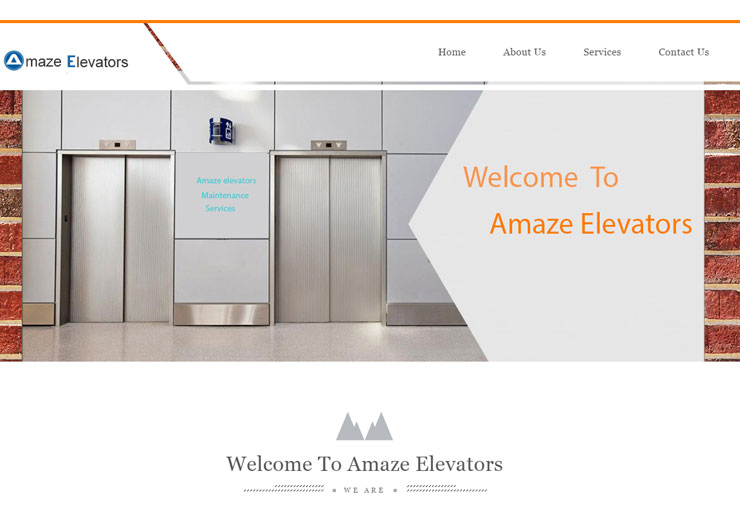 Amaze Elevators
Home About Us Services Contact Us
Amaze elevators
Maintenance
Services
Welcome To
Amaze Elevators
Welcome To Amaze Elevators
WE ARE